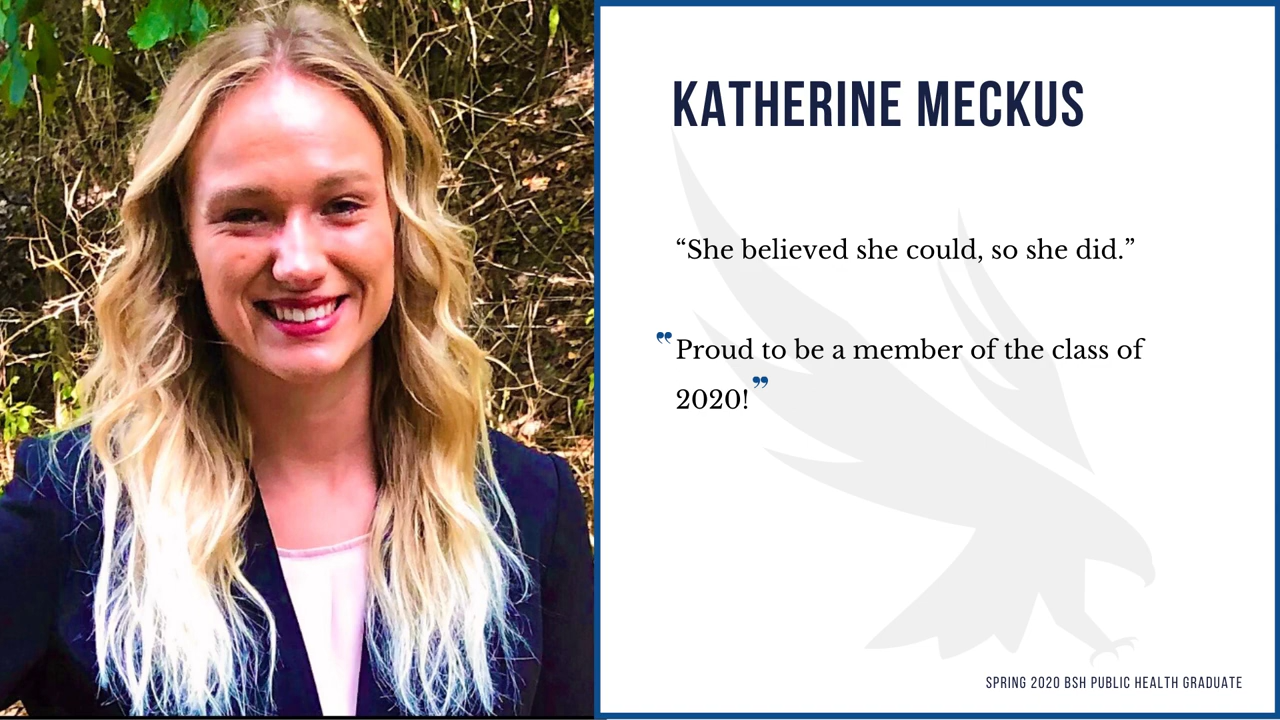 KATHERINE MECKUS
“She believed she could, so she did.”
”Proud to be a member of the class of
2020!”
SPRING 2020 BSH PUBLIC HEALTH GRADUATE